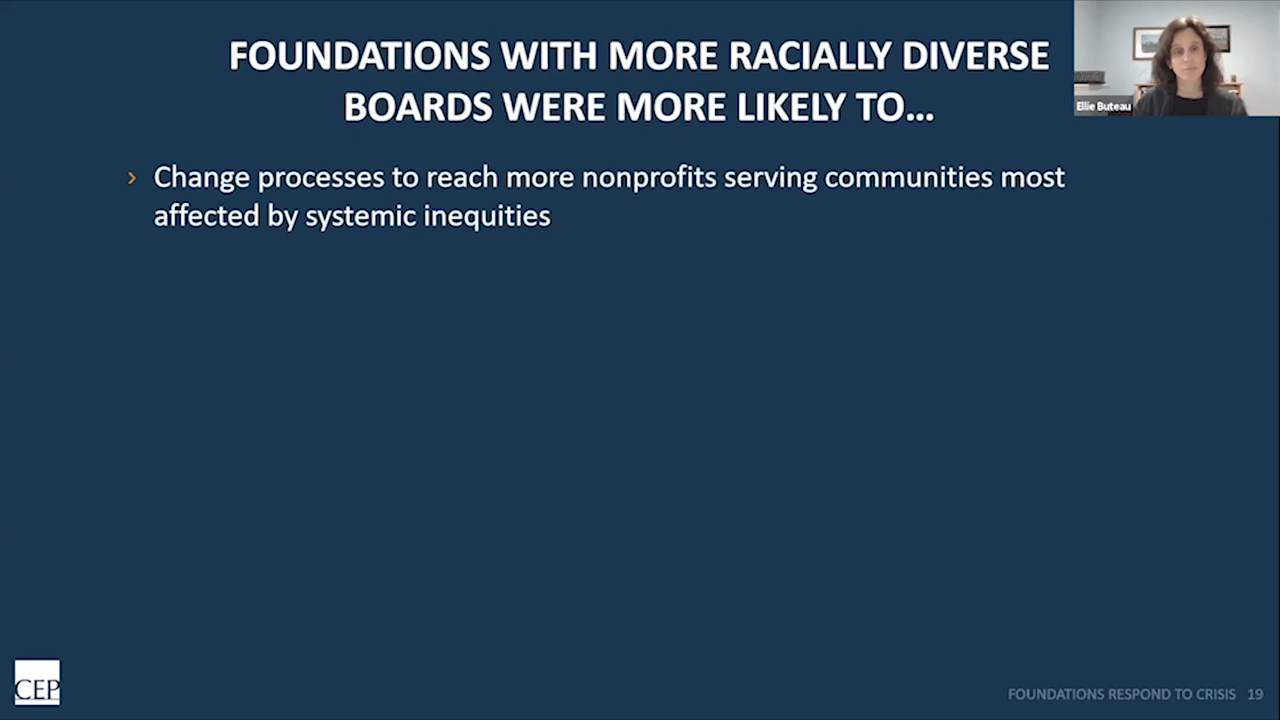 FOUNDATIONS WITH MORE RACIALLY DIVERSE
BOARDS WERE MORE LIKELY TO...
Ellie Buteau
› Change processes to reach more nonprofits serving communities most
affected by systemic inequities
CEP
FOUNDATIONS RESPOND TO CRISIS 19